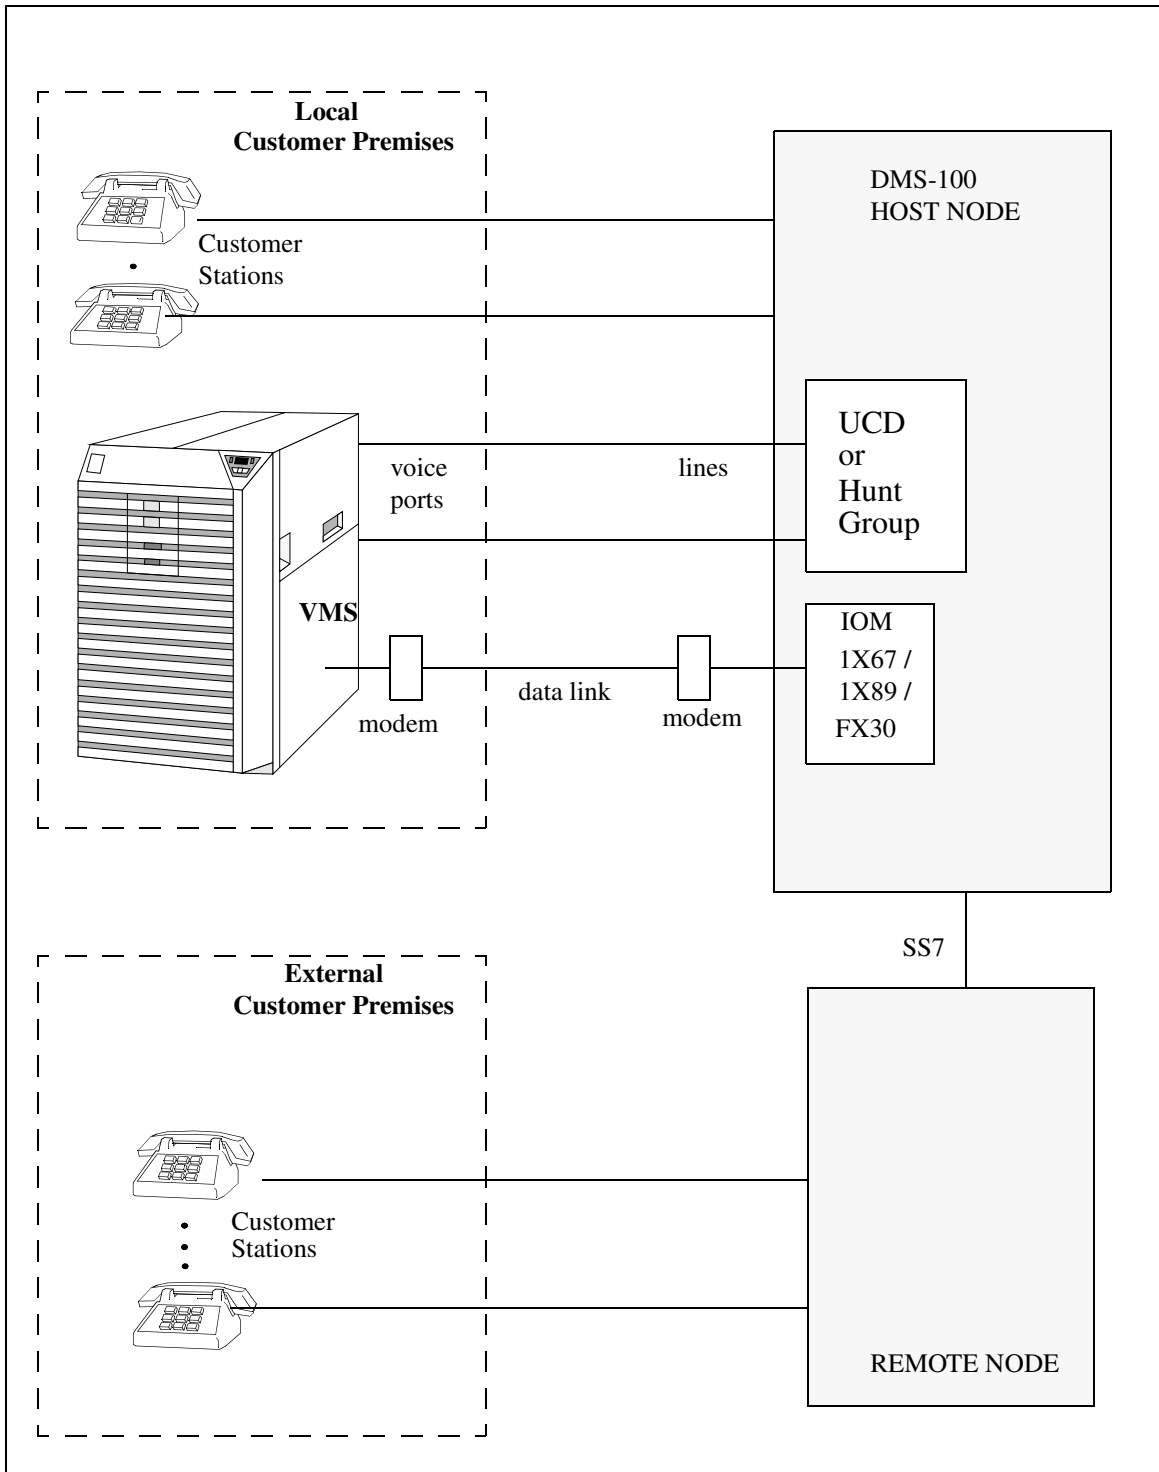 Local
Customer Premises
DMS-100
HOST NODE
Customer
Stations
UCD
or
Hunt
Group
voice
ports
lines
VMS
IOM
1X67 /
1X89 /
FX30
modem
data link
modem
SS7
External
Customer Premises
Customer
Stations
REMOTE NODE